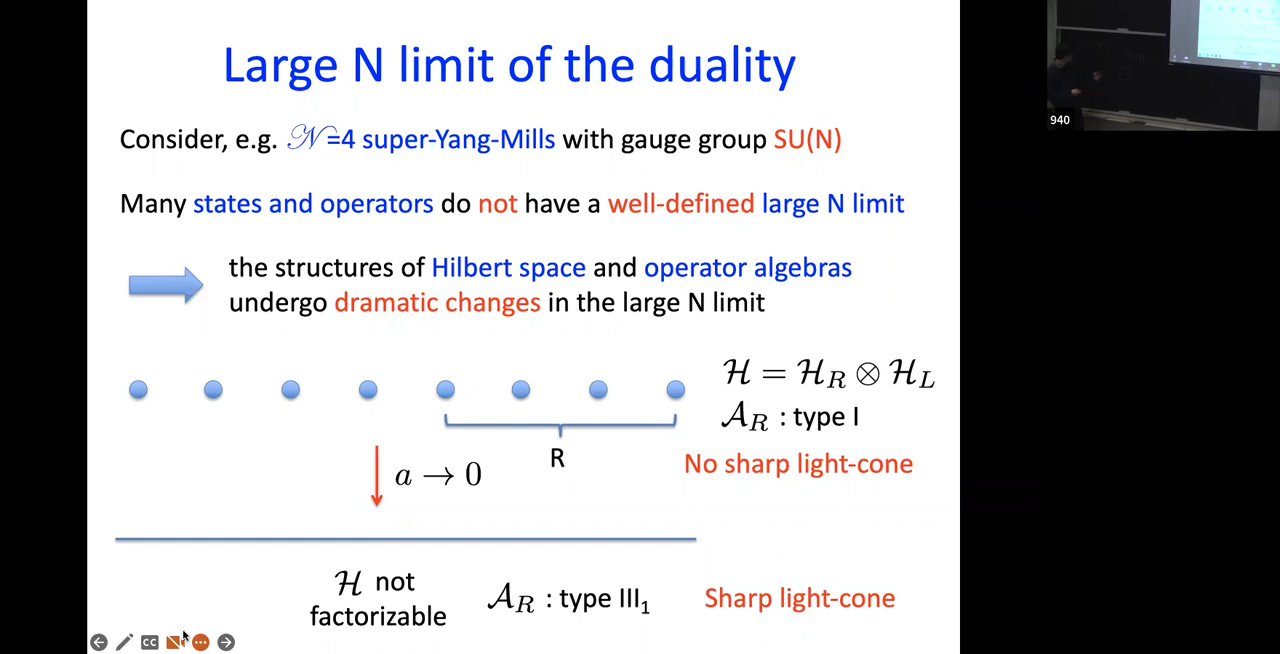 Large N limit of the duality
Consider, e.g. 𝒩=4 super-Yang-Mills with gauge group SU(N)
Many states and operators do not have a well-defined large N limit
the structures of Hilbert space and operator algebras
undergo dramatic changes in the large N limit
ℋ = ℋ_R ⊗ ℋ_L
𝒜_R : type I
R
No sharp light-cone
a → 0
ℋ not
factorizable
𝒜_R : type III₁
Sharp light-cone
CC
940